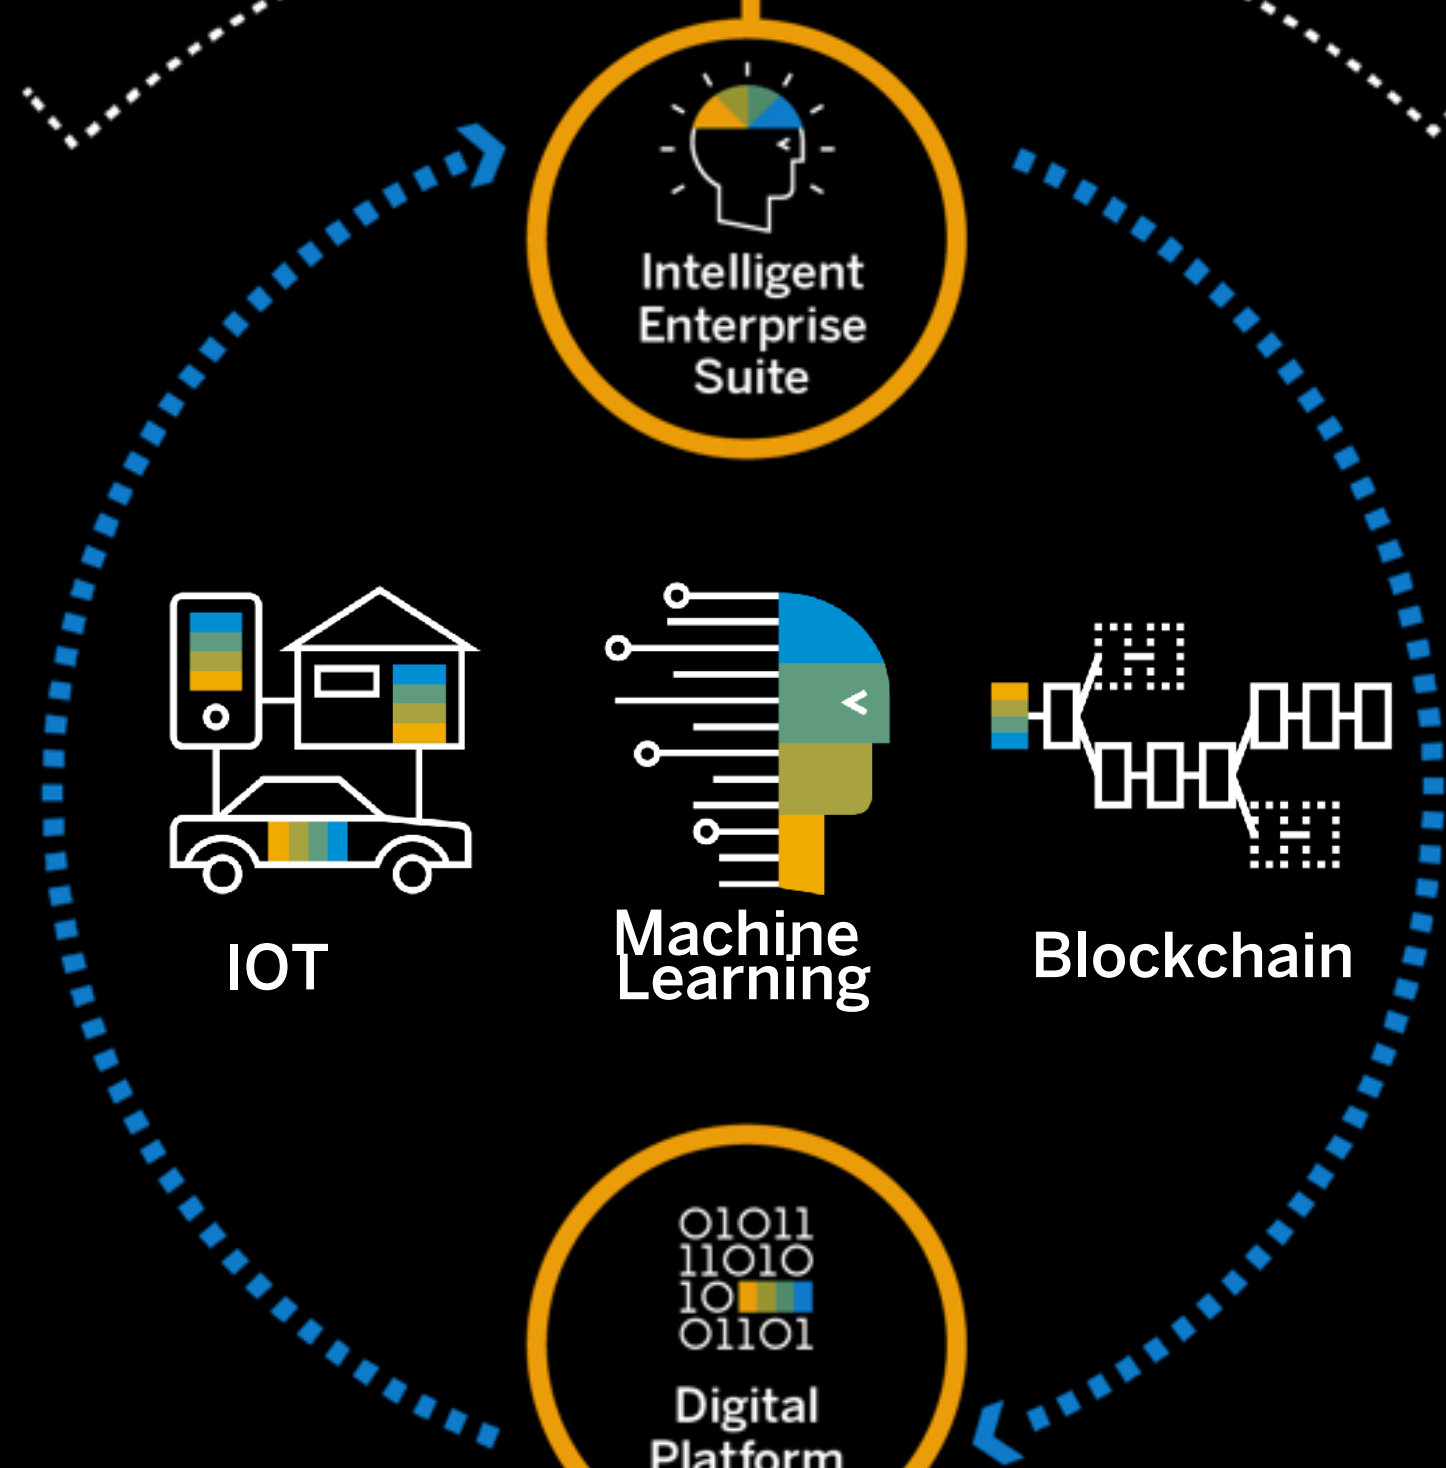 Intelligent
Enterprise
Suite
IOT
Machine
Learning
Blockchain
01011
11010
10
01101
Digital
Platform